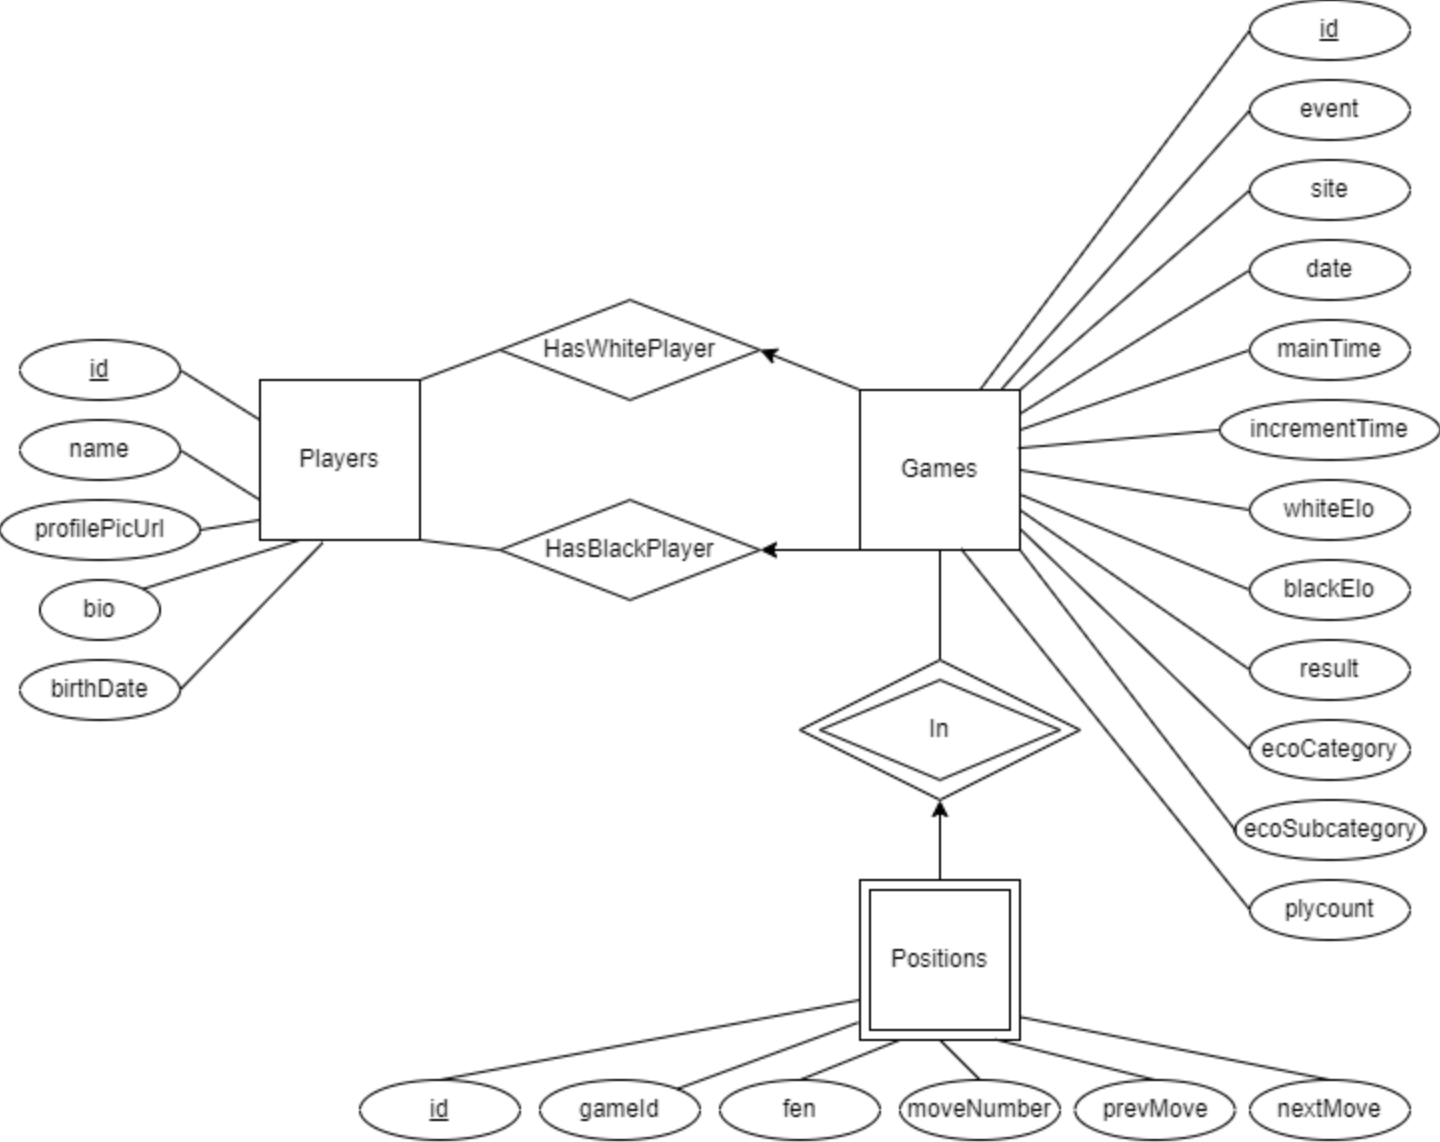 id
event
site
date
mainTime
incrementTime
whiteElo
blackElo
result
ecoCategory
ecoSubcategory
plycount
HasWhitePlayer
HasBlackPlayer
id
name
profilePicUrl
bio
birthDate
Players
Games
In
Positions
id
gameId
fen
moveNumber
prevMove
nextMove